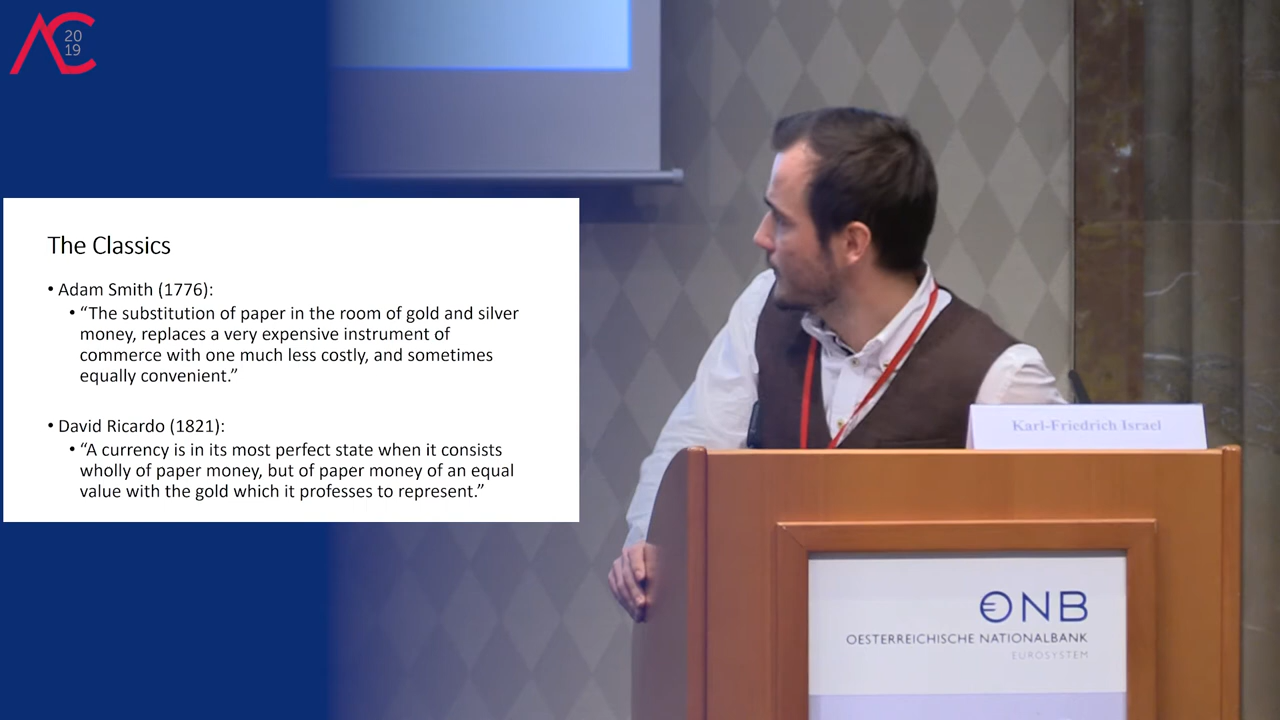 20
19
The Classics
• Adam Smith (1776):
• “The substitution of paper in the room of gold and silver
money, replaces a very expensive instrument of
commerce with one much less costly, and sometimes
equally convenient.”
• David Ricardo (1821):
• “A currency is in its most perfect state when it consists
wholly of paper money, but of paper money of an equal
value with the gold which it professes to represent.”
Karl-Friedrich Israel
ONB
OESTERREICHISCHE NATIONALBANK
EUROSYSTEM